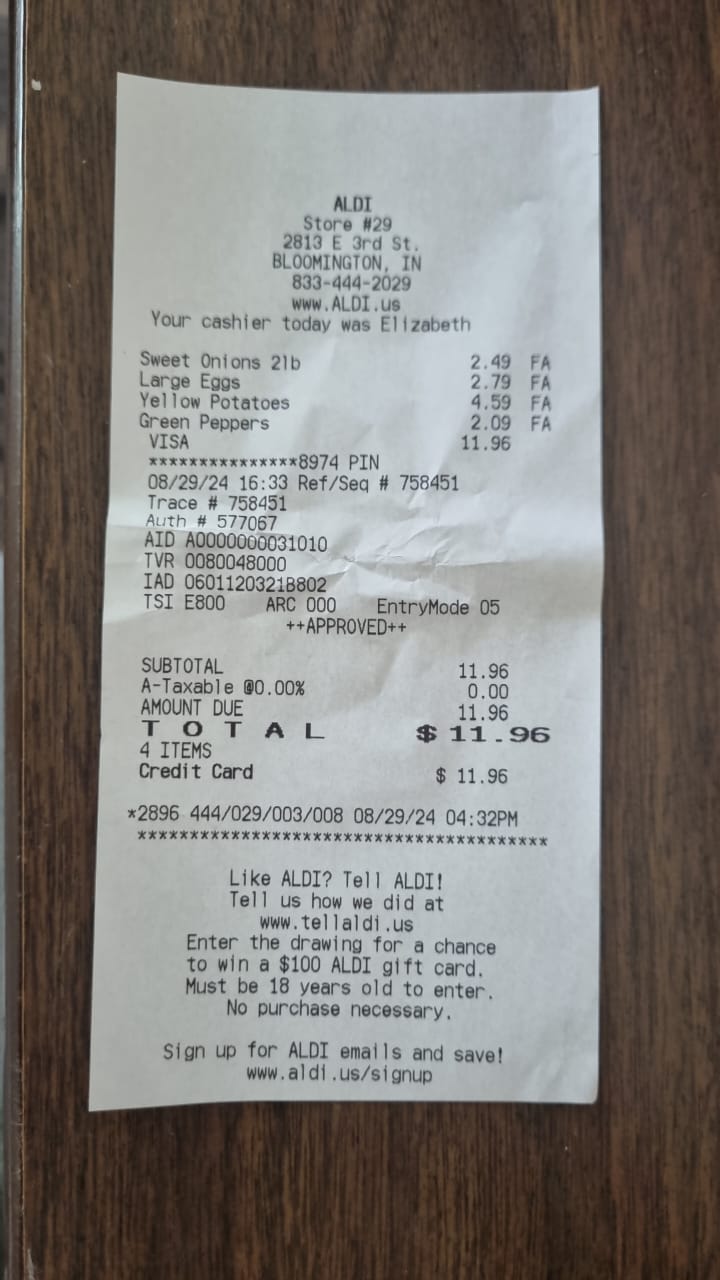 ALDI
Store #29
2813 E 3rd St.
BLOOMINGTON, IN
833-444-2029
www.ALDI.us
Your cashier today was Elizabeth
Sweet Onions 2lb 2.49 FA
Large Eggs 2.79 FA
Yellow Potatoes 4.59 FA
Green Peppers 2.09 FA
VISA 11.96
***************8974 PIN
08/29/24 16:33 Ref/Seq # 758451
Trace # 758451
Auth # 577067
AID A0000000031010
TVR 0080048000
IAD 06011203218802
TSI E800 ARC 000 EntryMode 05
++APPROVED++
SUBTOTAL 11.96
A-Taxable @0.00% 0.00
AMOUNT DUE 11.96
T O T A L $ 11.96
4 ITEMS
Credit Card $ 11.96
*2896 444/029/003/008 08/29/24 04:32PM
*****************************************
Like ALDI? Tell ALDI!
Tell us how we did at
www.tellaldi.us
Enter the drawing for a chance
to win a $100 ALDI gift card.
Must be 18 years old to enter.
No purchase necessary.
Sign up for ALDI emails and save!
www.aldi.us/signup